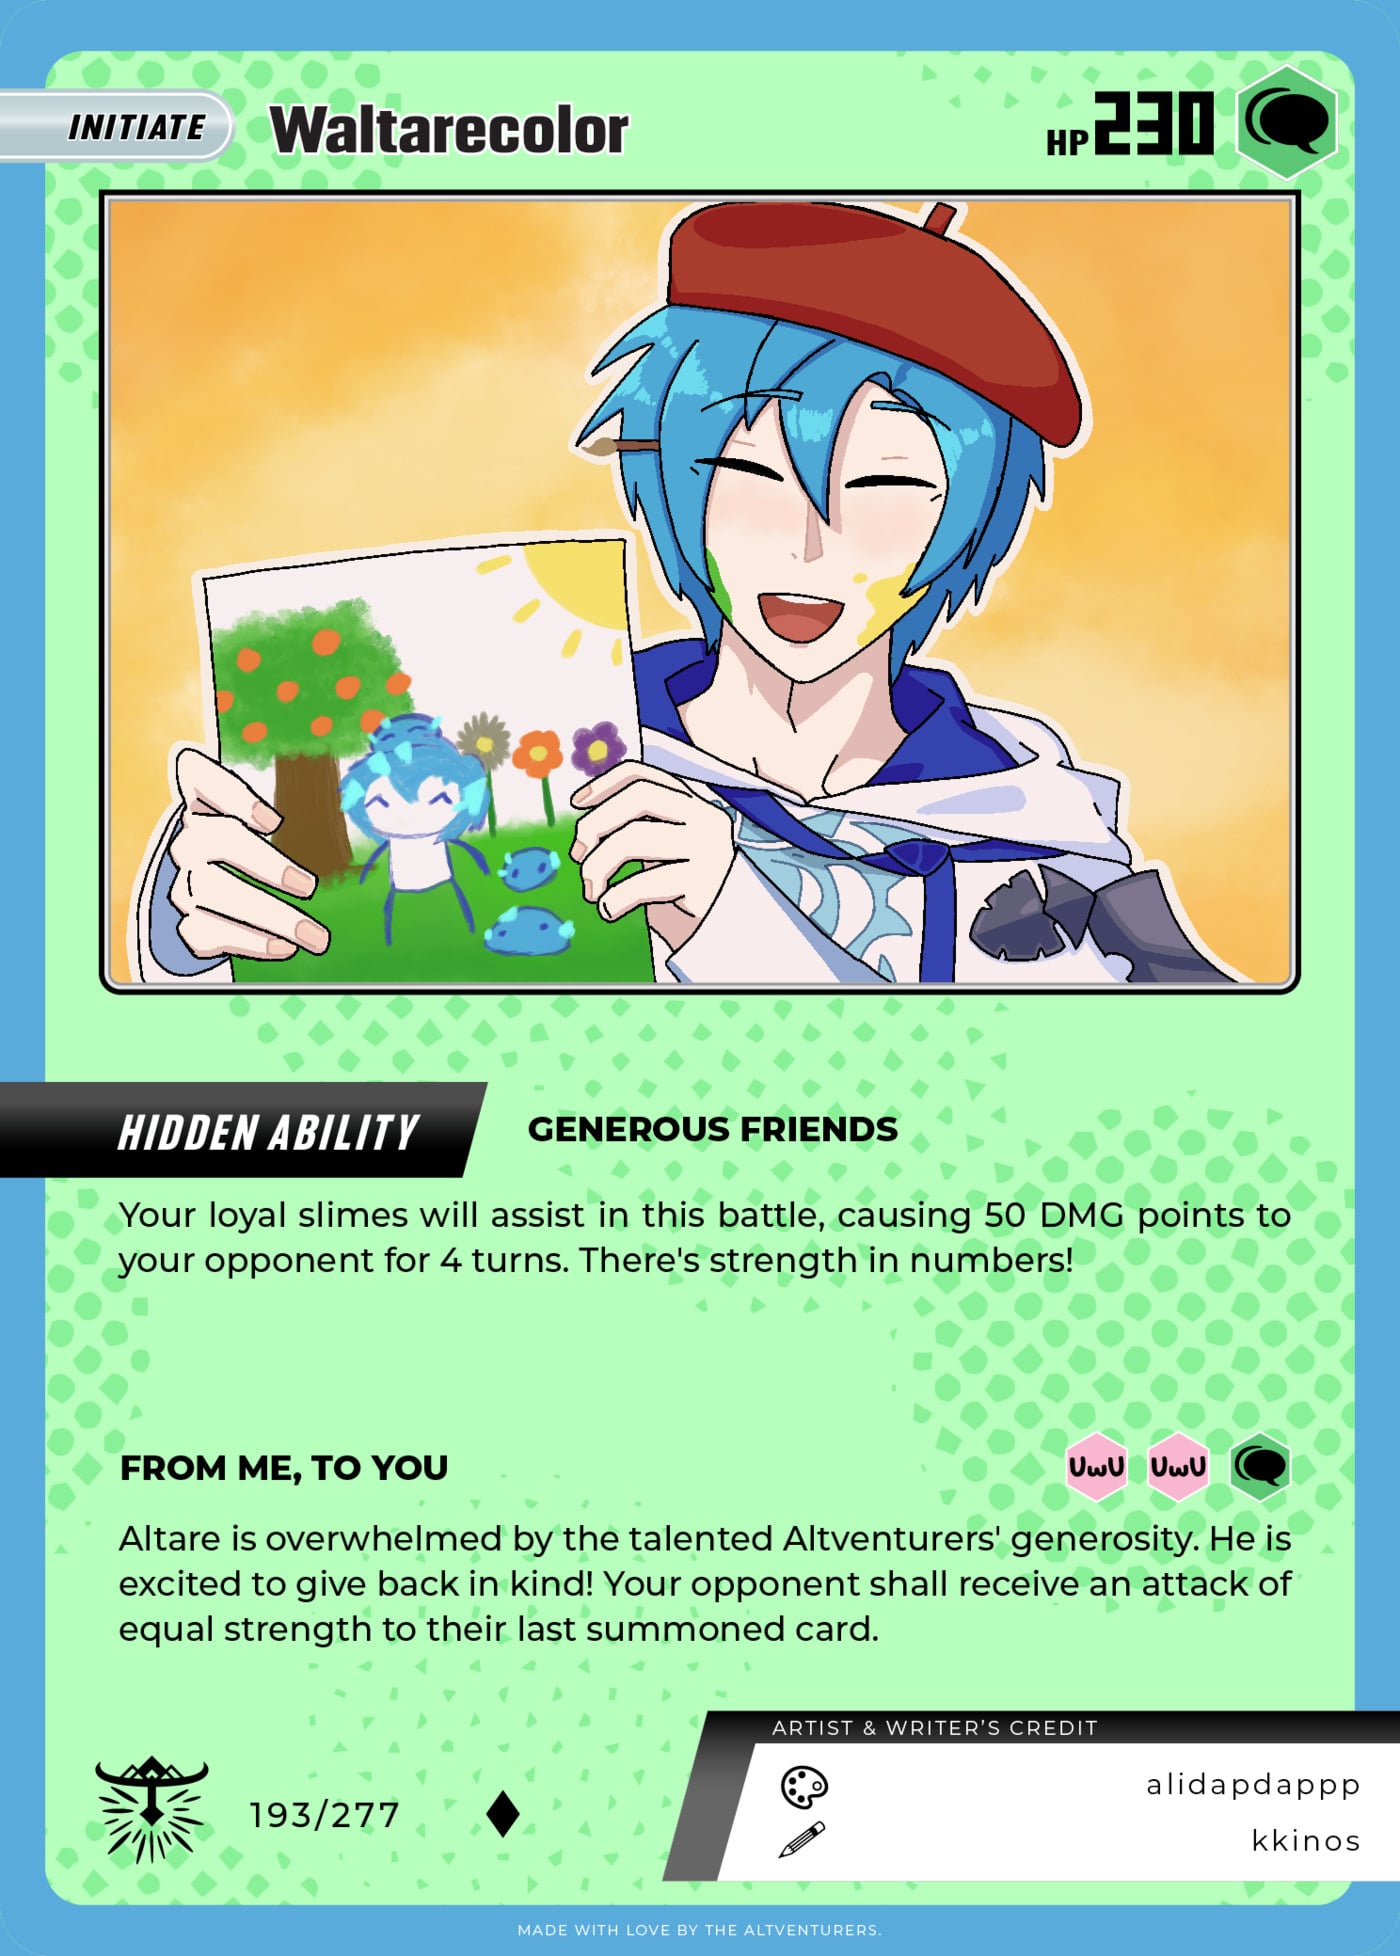 INITIATE
Waltarecolor
HP 230
HIDDEN ABILITY
GENEROUS FRIENDS
Your loyal slimes will assist in this battle, causing 50 DMG points to
your opponent for 4 turns. There's strength in numbers!
FROM ME, TO YOU
UwU UwU
Altare is overwhelmed by the talented Altventurers' generosity. He is
excited to give back in kind! Your opponent shall receive an attack of
equal strength to their last summoned card.
193/277
ARTIST & WRITER’S CREDIT
alidapdappp
kkinos
MADE WITH LOVE BY THE ALTVENTURERS.